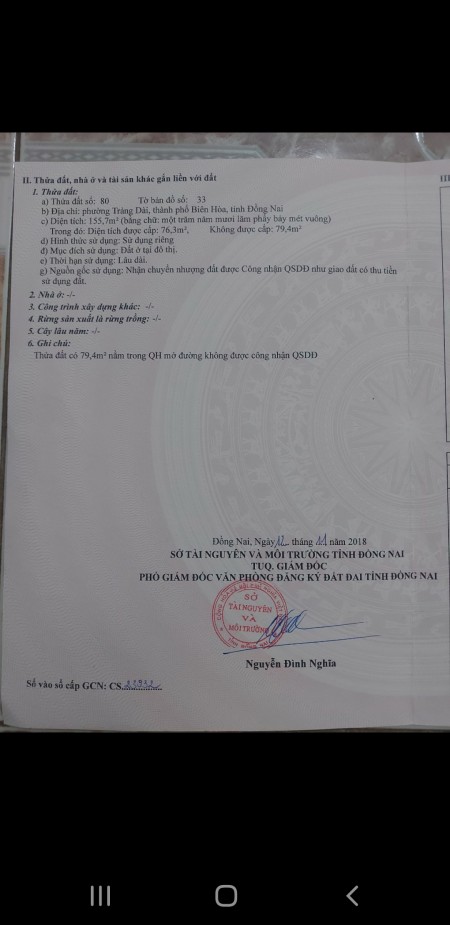 II. Thửa đất, nhà ở và tài sản khác gắn liền với đất
1. Thửa đất:
a) Thửa đất số: 80 Tờ bản đồ số: 33
b) Địa chỉ: phường Trảng Dài, thành phố Biên Hòa, tỉnh Đồng Nai
c) Diện tích: 155,7m² (bằng chữ: một trăm năm mươi lăm phẩy bảy mét vuông)
Trong đó: Diện tích được cấp: 76,3m², Không được cấp: 79,4m²
d) Hình thức sử dụng: Sử dụng riêng
đ) Mục đích sử dụng: Đất ở tại đô thị.
e) Thời hạn sử dụng: Lâu dài.
g) Nguồn gốc sử dụng: Nhận chuyển nhượng đất được Công nhận QSDĐ như giao đất có thu tiền
sử dụng đất.
2. Nhà ở: -/-
3. Công trình xây dựng khác: -/-
4. Rừng sản xuất là rừng trồng: -/-
5. Cây lâu năm: -/-
6. Ghi chú:
Thửa đất có 79,4m² nằm trong QH mở đường không được công nhận QSDĐ
Đồng Nai, Ngày 12 tháng 11 năm 2018
SỞ TÀI NGUYÊN VÀ MÔI TRƯỜNG TỈNH ĐỒNG NAI
TUQ. GIÁM ĐỐC
PHÓ GIÁM ĐỐC VĂN PHÒNG ĐĂNG KÝ ĐẤT ĐAI TỈNH ĐỒNG NAI
SỞ
TÀI NGUYÊN
VÀ
MÔI TRƯỜNG
Nguyễn Đình Nghĩa
Số vào sổ cấp GCN: CS